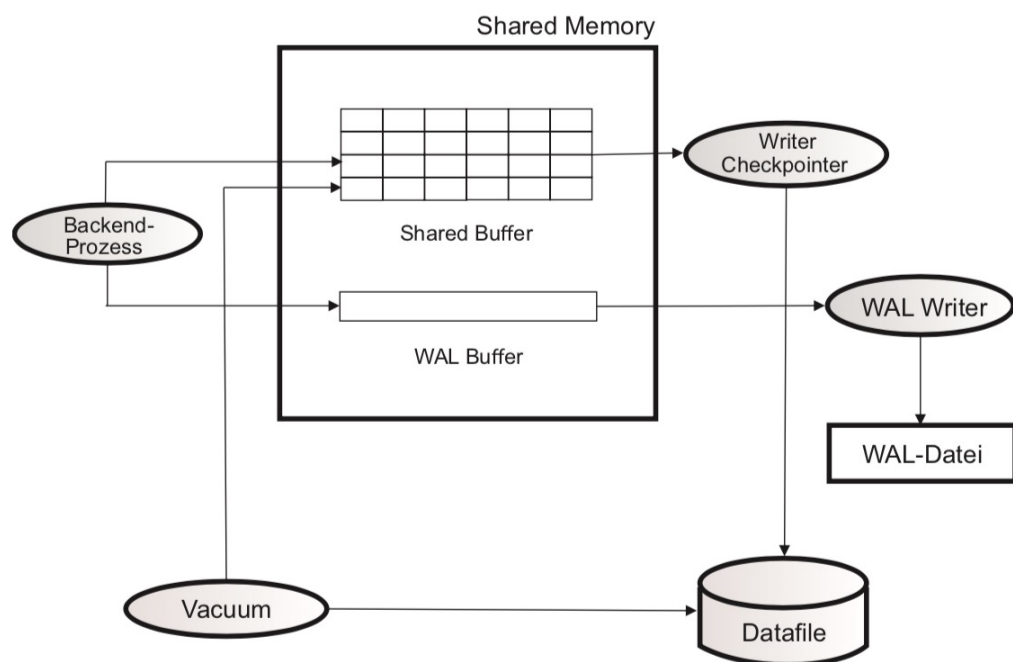 Shared Memory
Writer
Checkpointer
Backend-
Prozess
Shared Buffer
WAL Writer
WAL Buffer
WAL-Datei
Vacuum
Datafile